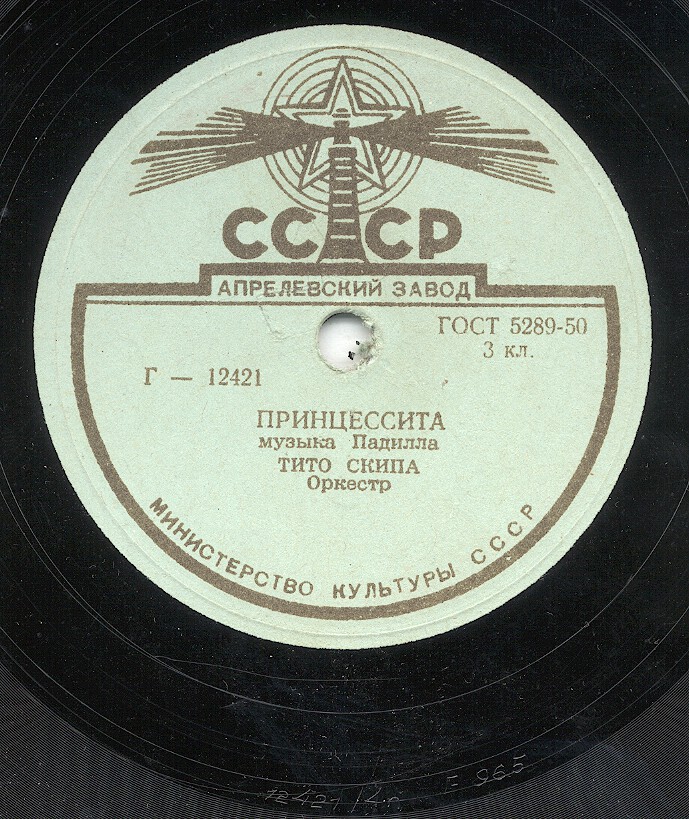 СССР
АПРЕЛЕВСКИЙ ЗАВОД
ГОСТ 5289-50
3 кл.
Г — 12421
ПРИНЦЕССИТА
музыка Падилла
ТИТО СКИПА
Оркестр
МИНИСТЕРСТВО КУЛЬТУРЫ СССР